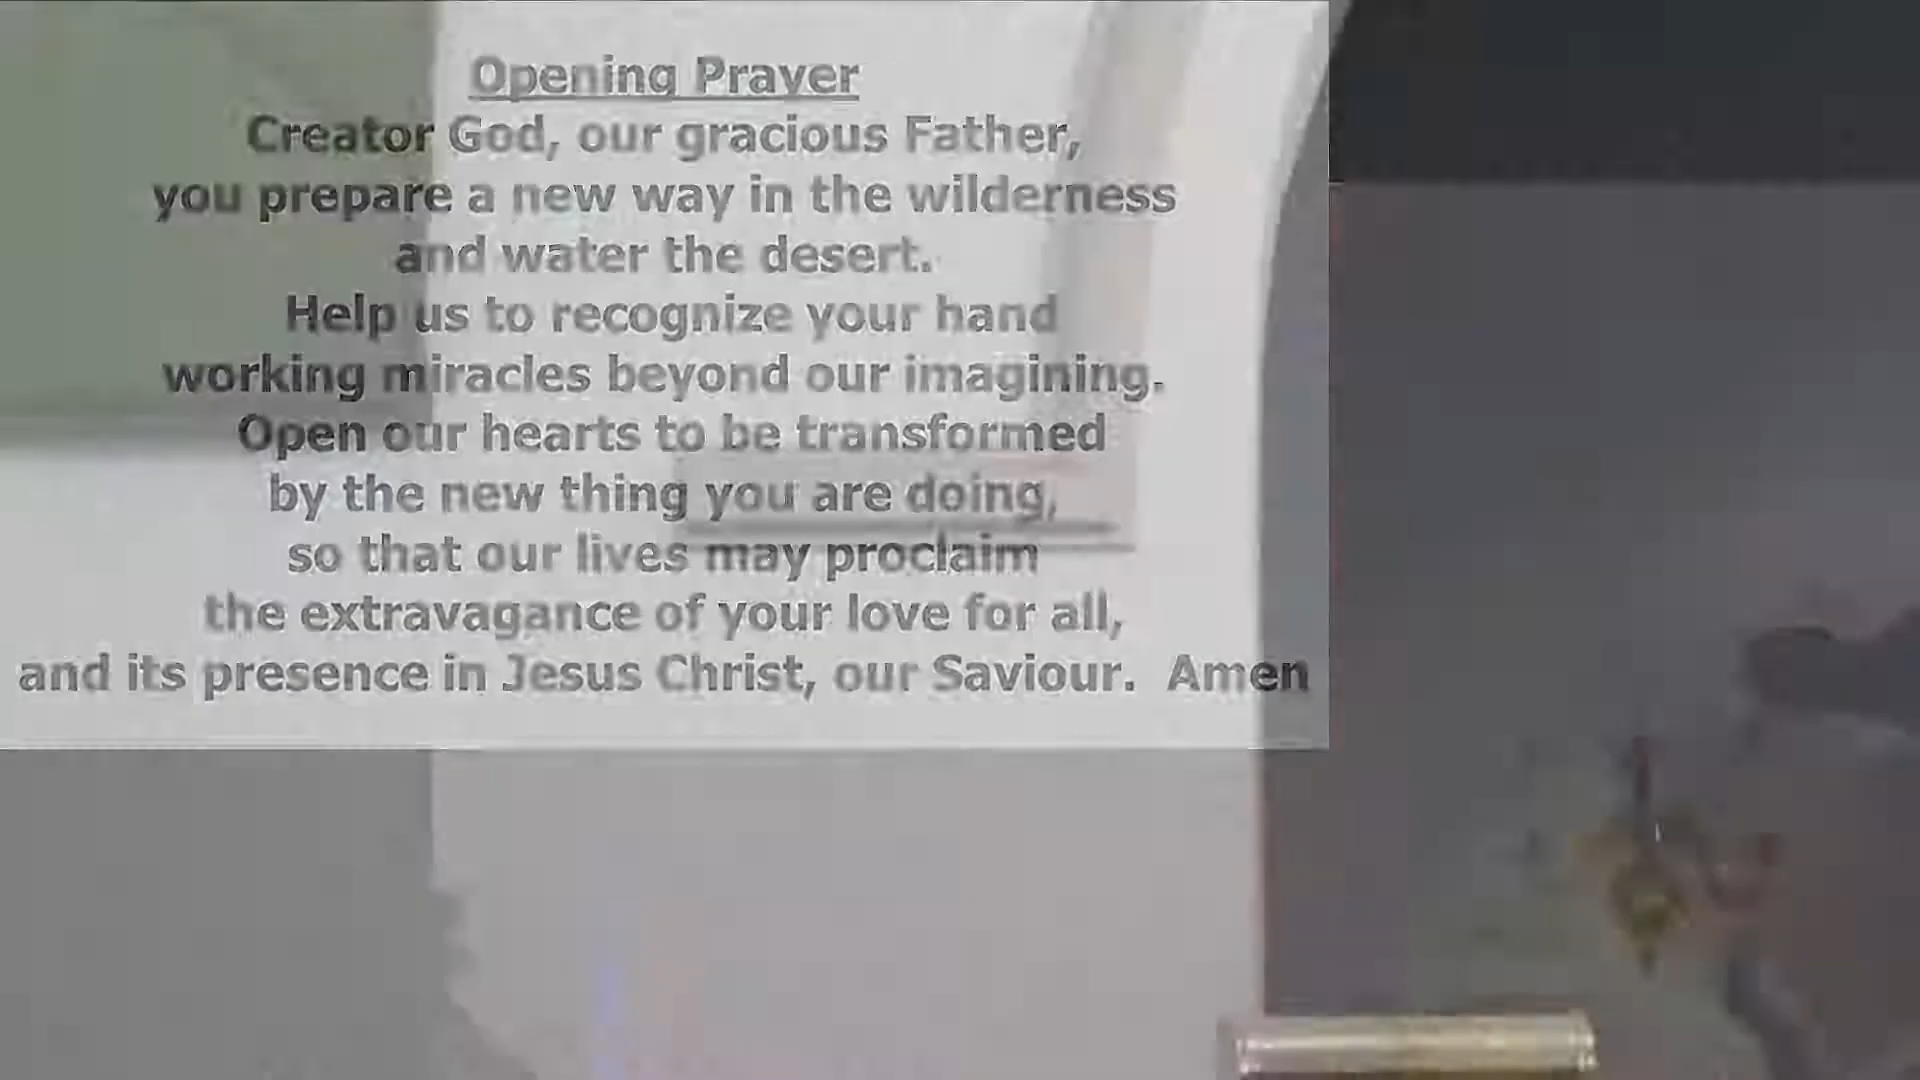 Opening Prayer
Creator God, our gracious Father,
you prepare a new way in the wilderness
and water the desert.
Help us to recognize your hand
working miracles beyond our imagining.
Open our hearts to be transformed
by the new thing you are doing,
so that our lives may proclaim
the extravagance of your love for all,
and its presence in Jesus Christ, our Saviour.  Amen